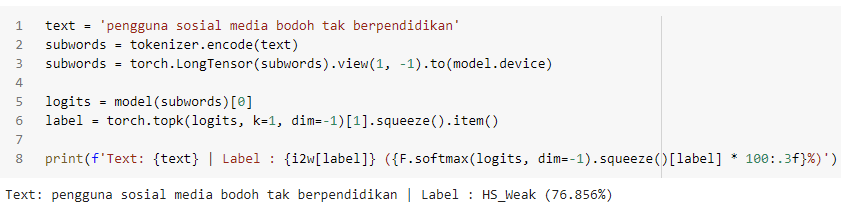 1 text = 'pengguna sosial media bodoh tak berpendidikan'
2 subwords = tokenizer.encode(text)
3 subwords = torch.LongTensor(subwords).view(1, -1).to(model.device)
4
5 logits = model(subwords)[0]
6 label = torch.topk(logits, k=1, dim=-1)[1].squeeze().item()
7
8 print(f'Text: {text} | Label : {i2w[label]} ({F.softmax(logits, dim=-1).squeeze()[label] * 100:.3f}%)')
Text: pengguna sosial media bodoh tak berpendidikan | Label : HS_Weak (76.856%)